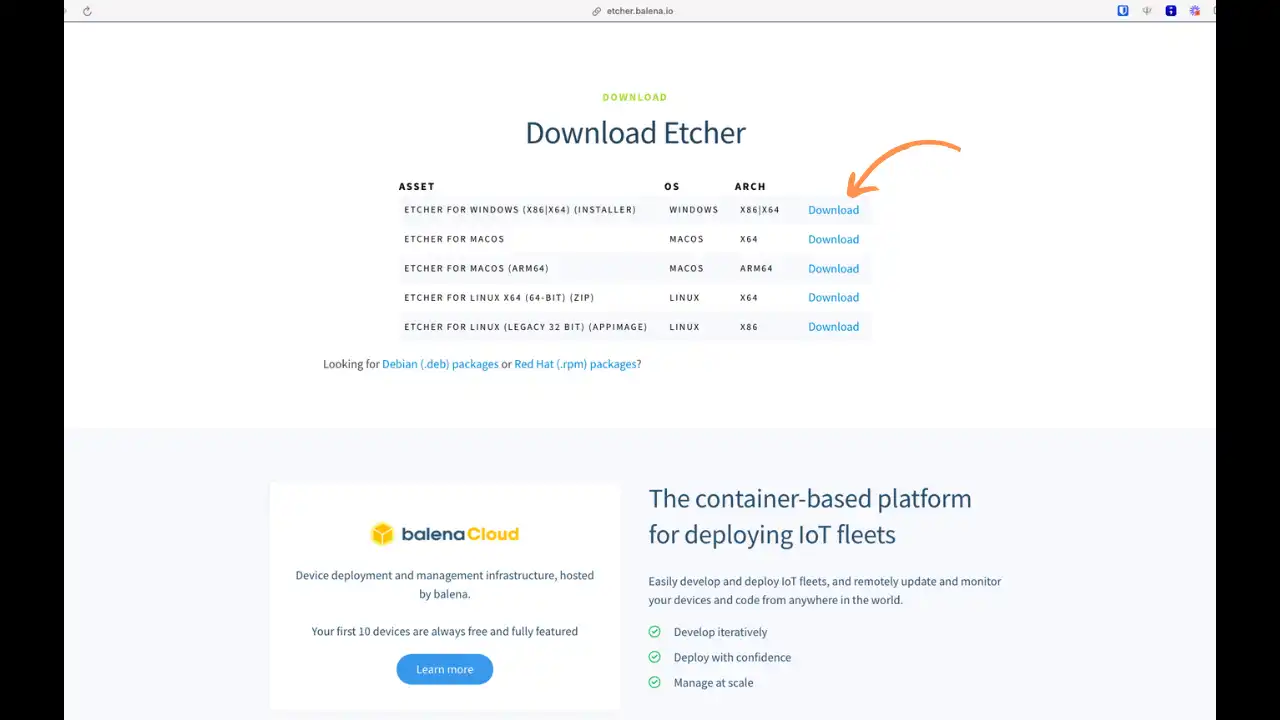 etcher.balena.io
DOWNLOAD
Download Etcher
ASSET OS ARCH
ETCHER FOR WINDOWS (X86|X64) (INSTALLER) WINDOWS X86|X64 Download
ETCHER FOR MACOS MACOS X64 Download
ETCHER FOR MACOS (ARM64) MACOS ARM64 Download
ETCHER FOR LINUX X64 (64-BIT) (ZIP) LINUX X64 Download
ETCHER FOR LINUX (LEGACY 32 BIT) (APPIMAGE) LINUX X86 Download
Looking for Debian (.deb) packages or Red Hat (.rpm) packages?
balenaCloud
Device deployment and management infrastructure, hosted
by balena.
Your first 10 devices are always free and fully featured
Learn more
The container-based platform
for deploying IoT fleets
Easily develop and deploy IoT fleets, and remotely update and monitor
your devices and code from anywhere in the world.
Develop iteratively
Deploy with confidence
Manage at scale